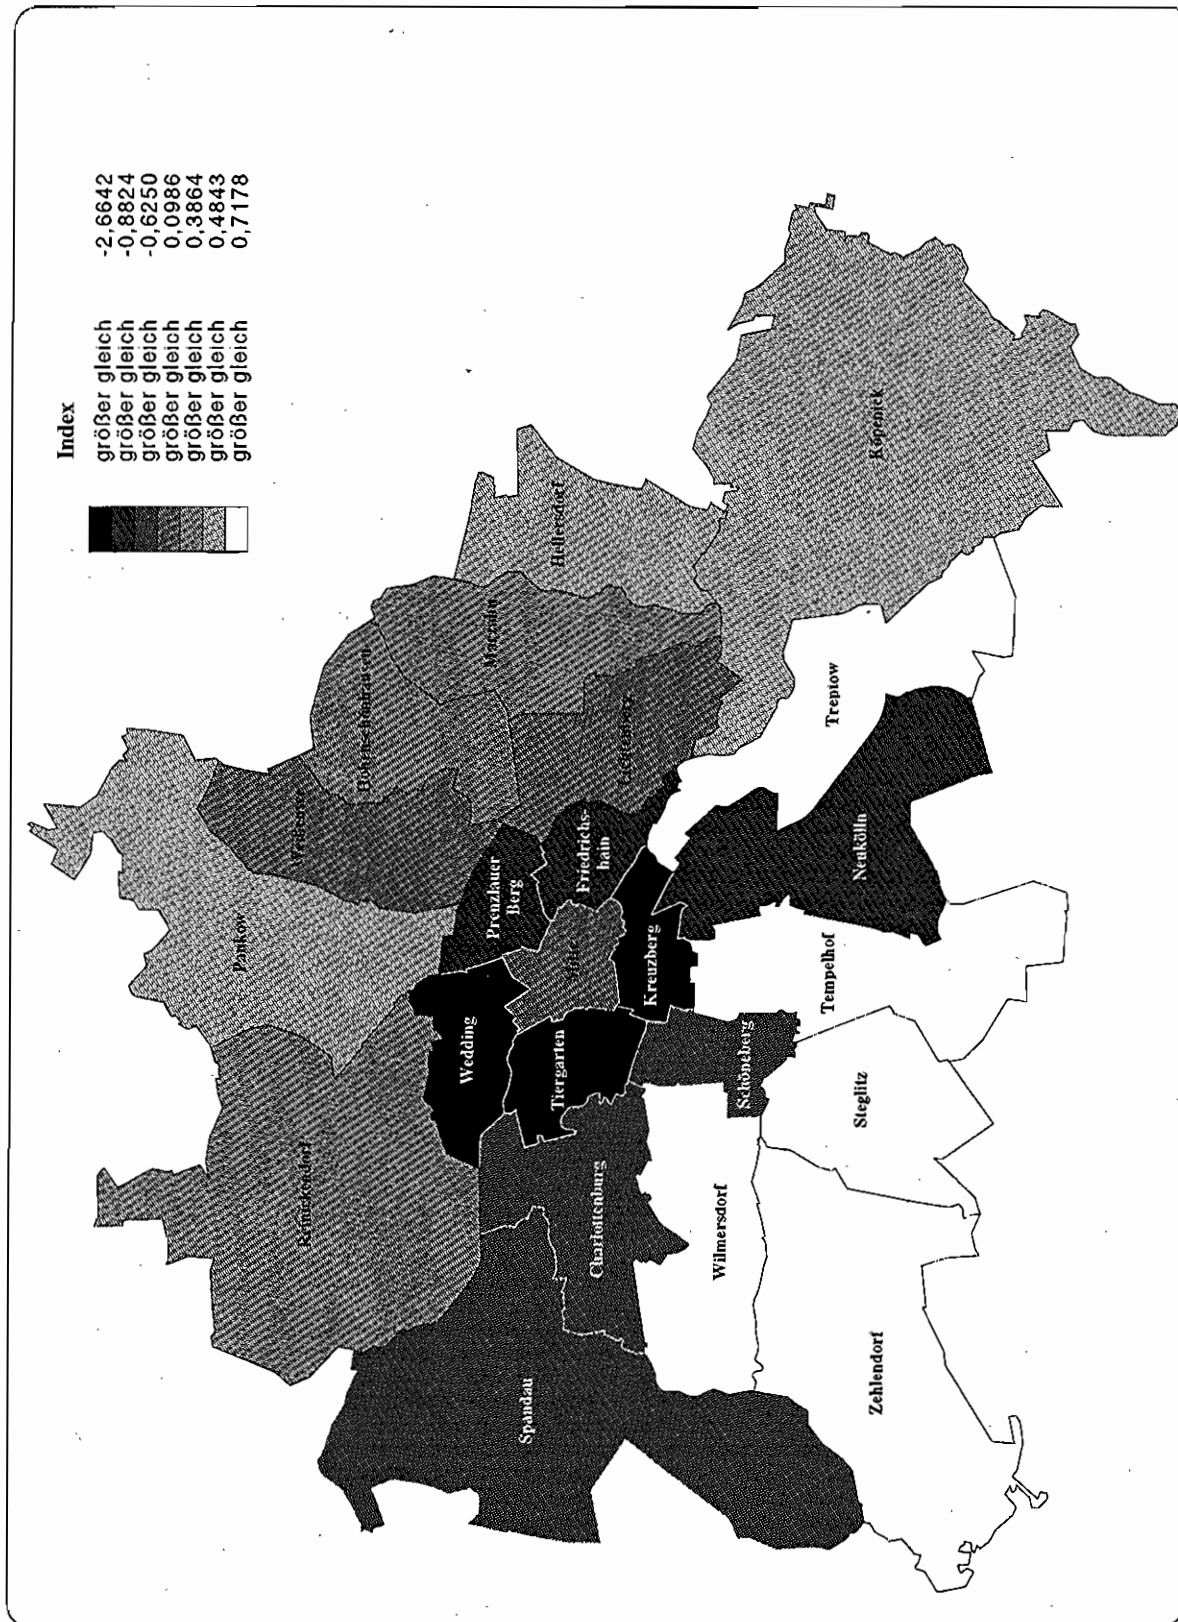 Index
größer gleich -2,6642
größer gleich -0,8824
größer gleich -0,6250
größer gleich 0,0986
größer gleich 0,3864
größer gleich 0,4843
größer gleich 0,7178
Pankow
Reinickendorf
Weißensee
Hohenschönhausen
Marzahn
Hellersdorf
Wedding
Prenzlauer
Berg
Mitte
Friedrichs-
hain
Lichtenberg
Spandau
Charlottenburg
Tiergarten
Kreuzberg
Köpenick
Wilmersdorf
Schöneberg
Treptow
Zehlendorf
Steglitz
Tempelhof
Neukölln